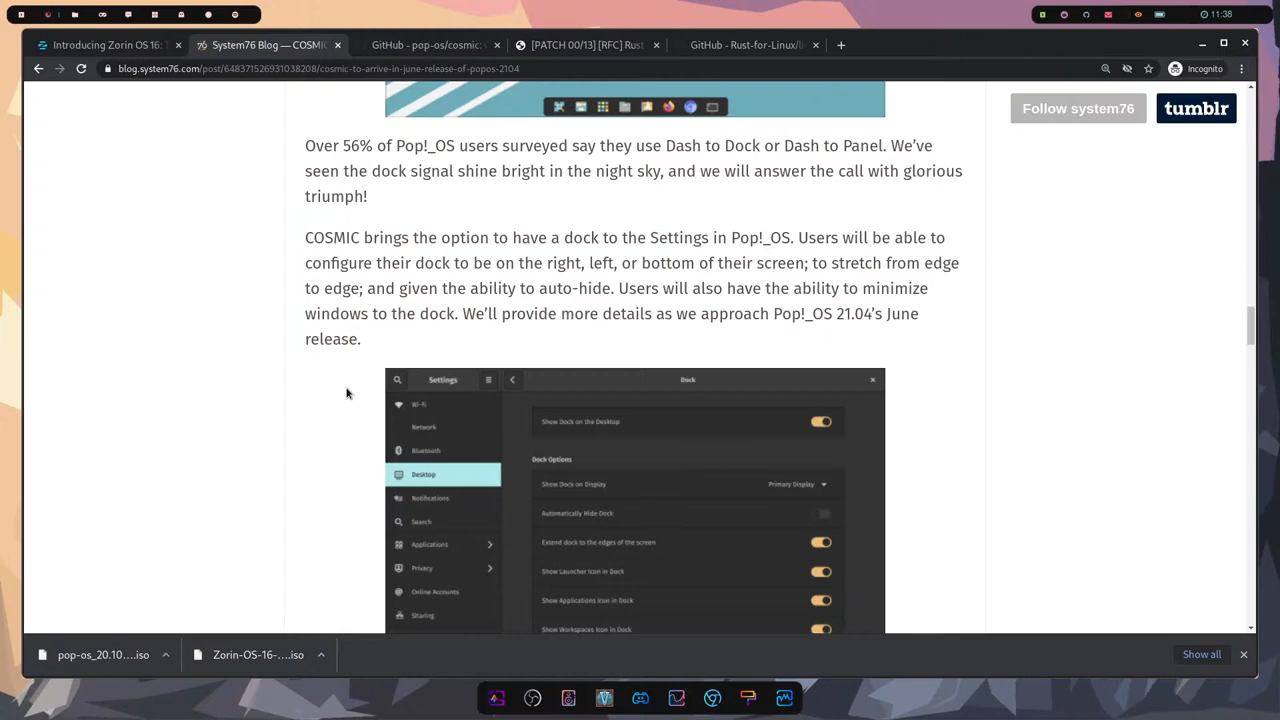 11:38
Introducing Zorin OS 16: T
System76 Blog — COSMIC
GitHub - pop-os/cosmic: C
[PATCH 00/13] [RFC] Rust
GitHub - Rust-for-Linux/li
blog.system76.com/post/648371526931038208/cosmic-to-arrive-in-june-release-of-popos-2104
Incognito
Follow system76
tumblr
Over 56% of Pop!_OS users surveyed say they use Dash to Dock or Dash to Panel. We've
seen the dock signal shine bright in the night sky, and we will answer the call with glorious
triumph!
COSMIC brings the option to have a dock to the Settings in Pop!_OS. Users will be able to
configure their dock to be on the right, left, or bottom of their screen; to stretch from edge
to edge; and given the ability to auto-hide. Users will also have the ability to minimize
windows to the dock. We'll provide more details as we approach Pop!_OS 21.04's June
release.
Settings
Dock
Wi-Fi
Network
Bluetooth
Desktop
Notifications
Search
Applications
Privacy
Online Accounts
Sharing
Show Dock on the Desktop
Dock Options
Show Dock on Display
Primary Display
Automatically Hide Dock
Extend dock to the edges of the screen
Show Launcher Icon in Dock
Show Applications Icon in Dock
Show Workspaces Icon in Dock
pop-os_20.10....iso
Zorin-OS-16-....iso
Show all